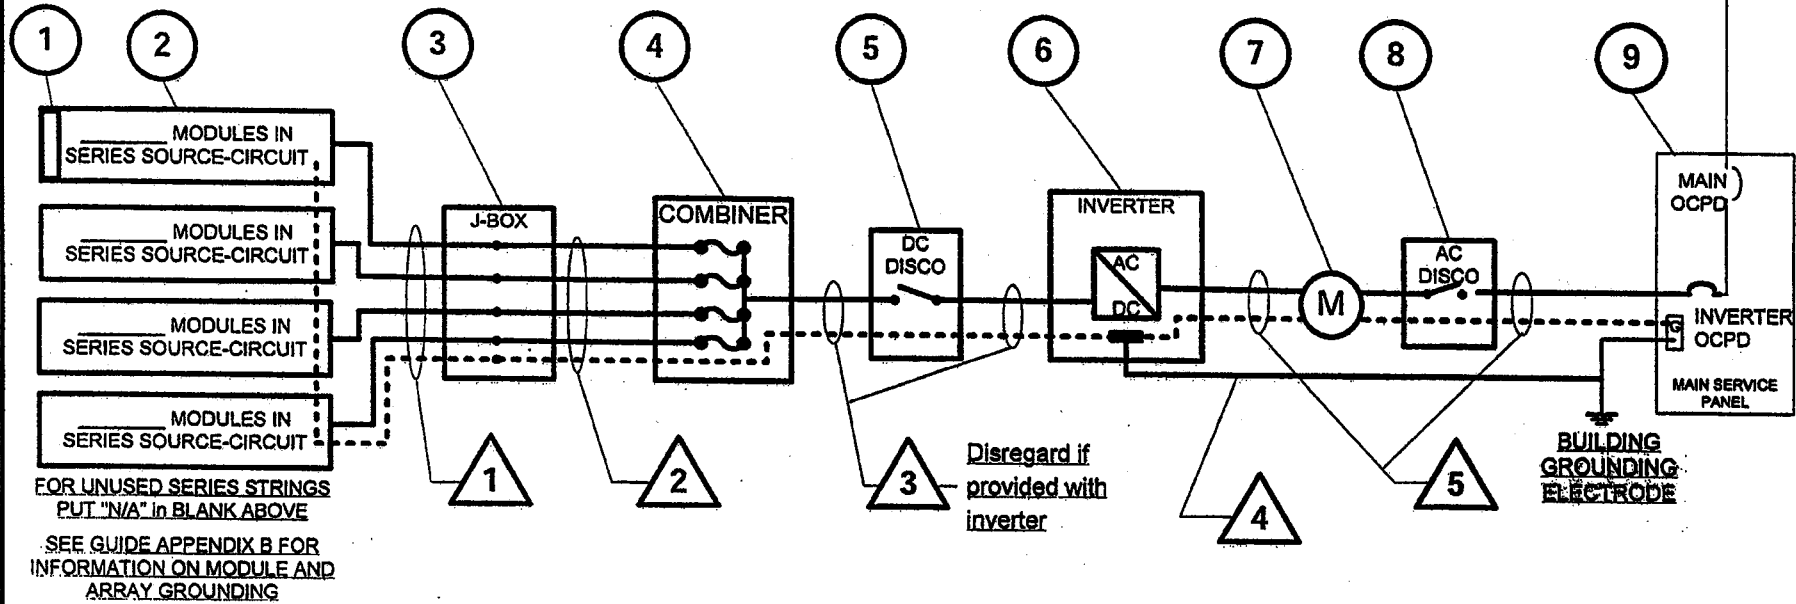 1
2
3
4
5
6
7
8
9
MODULES IN
SERIES SOURCE-CIRCUIT
MODULES IN
SERIES SOURCE-CIRCUIT
MODULES IN
SERIES SOURCE-CIRCUIT
MODULES IN
SERIES SOURCE-CIRCUIT
FOR UNUSED SERIES STRINGS
PUT "N/A" in BLANK ABOVE
SEE GUIDE APPENDIX B FOR
INFORMATION ON MODULE AND
ARRAY GROUNDING
J-BOX
COMBINER
DC
DISCO
INVERTER
AC
DC
M
AC
DISCO
MAIN
OCPD
G
INVERTER
OCPD
MAIN SERVICE
PANEL
BUILDING
GROUNDING
ELECTRODE
1
2
3
Disregard if
provided with
inverter
4
5